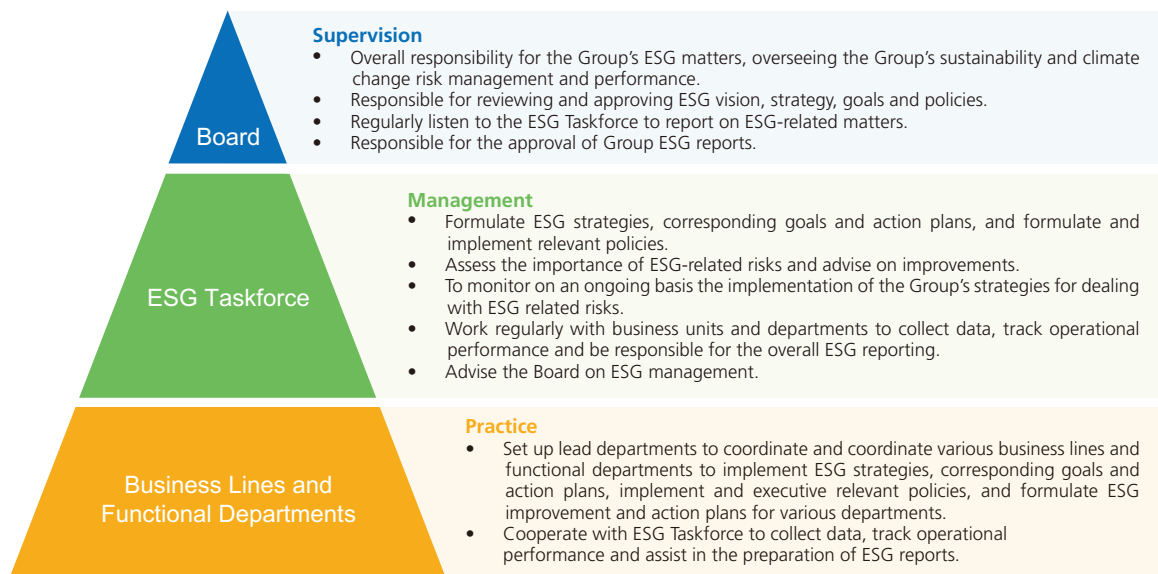 Board
Supervision
• Overall responsibility for the Group's ESG matters, overseeing the Group's sustainability and climate
change risk management and performance.
• Responsible for reviewing and approving ESG vision, strategy, goals and policies.
• Regularly listen to the ESG Taskforce to report on ESG-related matters.
• Responsible for the approval of Group ESG reports.
ESG Taskforce
Management
• Formulate ESG strategies, corresponding goals and action plans, and formulate and
implement relevant policies.
• Assess the importance of ESG-related risks and advise on improvements.
• To monitor on an ongoing basis the implementation of the Group's strategies for dealing
with ESG related risks.
• Work regularly with business units and departments to collect data, track operational
performance and be responsible for the overall ESG reporting.
• Advise the Board on ESG management.
Business Lines and
Functional Departments
Practice
• Set up lead departments to coordinate and coordinate various business lines and
functional departments to implement ESG strategies, corresponding goals and
action plans, implement and executive relevant policies, and formulate ESG
improvement and action plans for various departments.
• Cooperate with ESG Taskforce to collect data, track operational
performance and assist in the preparation of ESG reports.